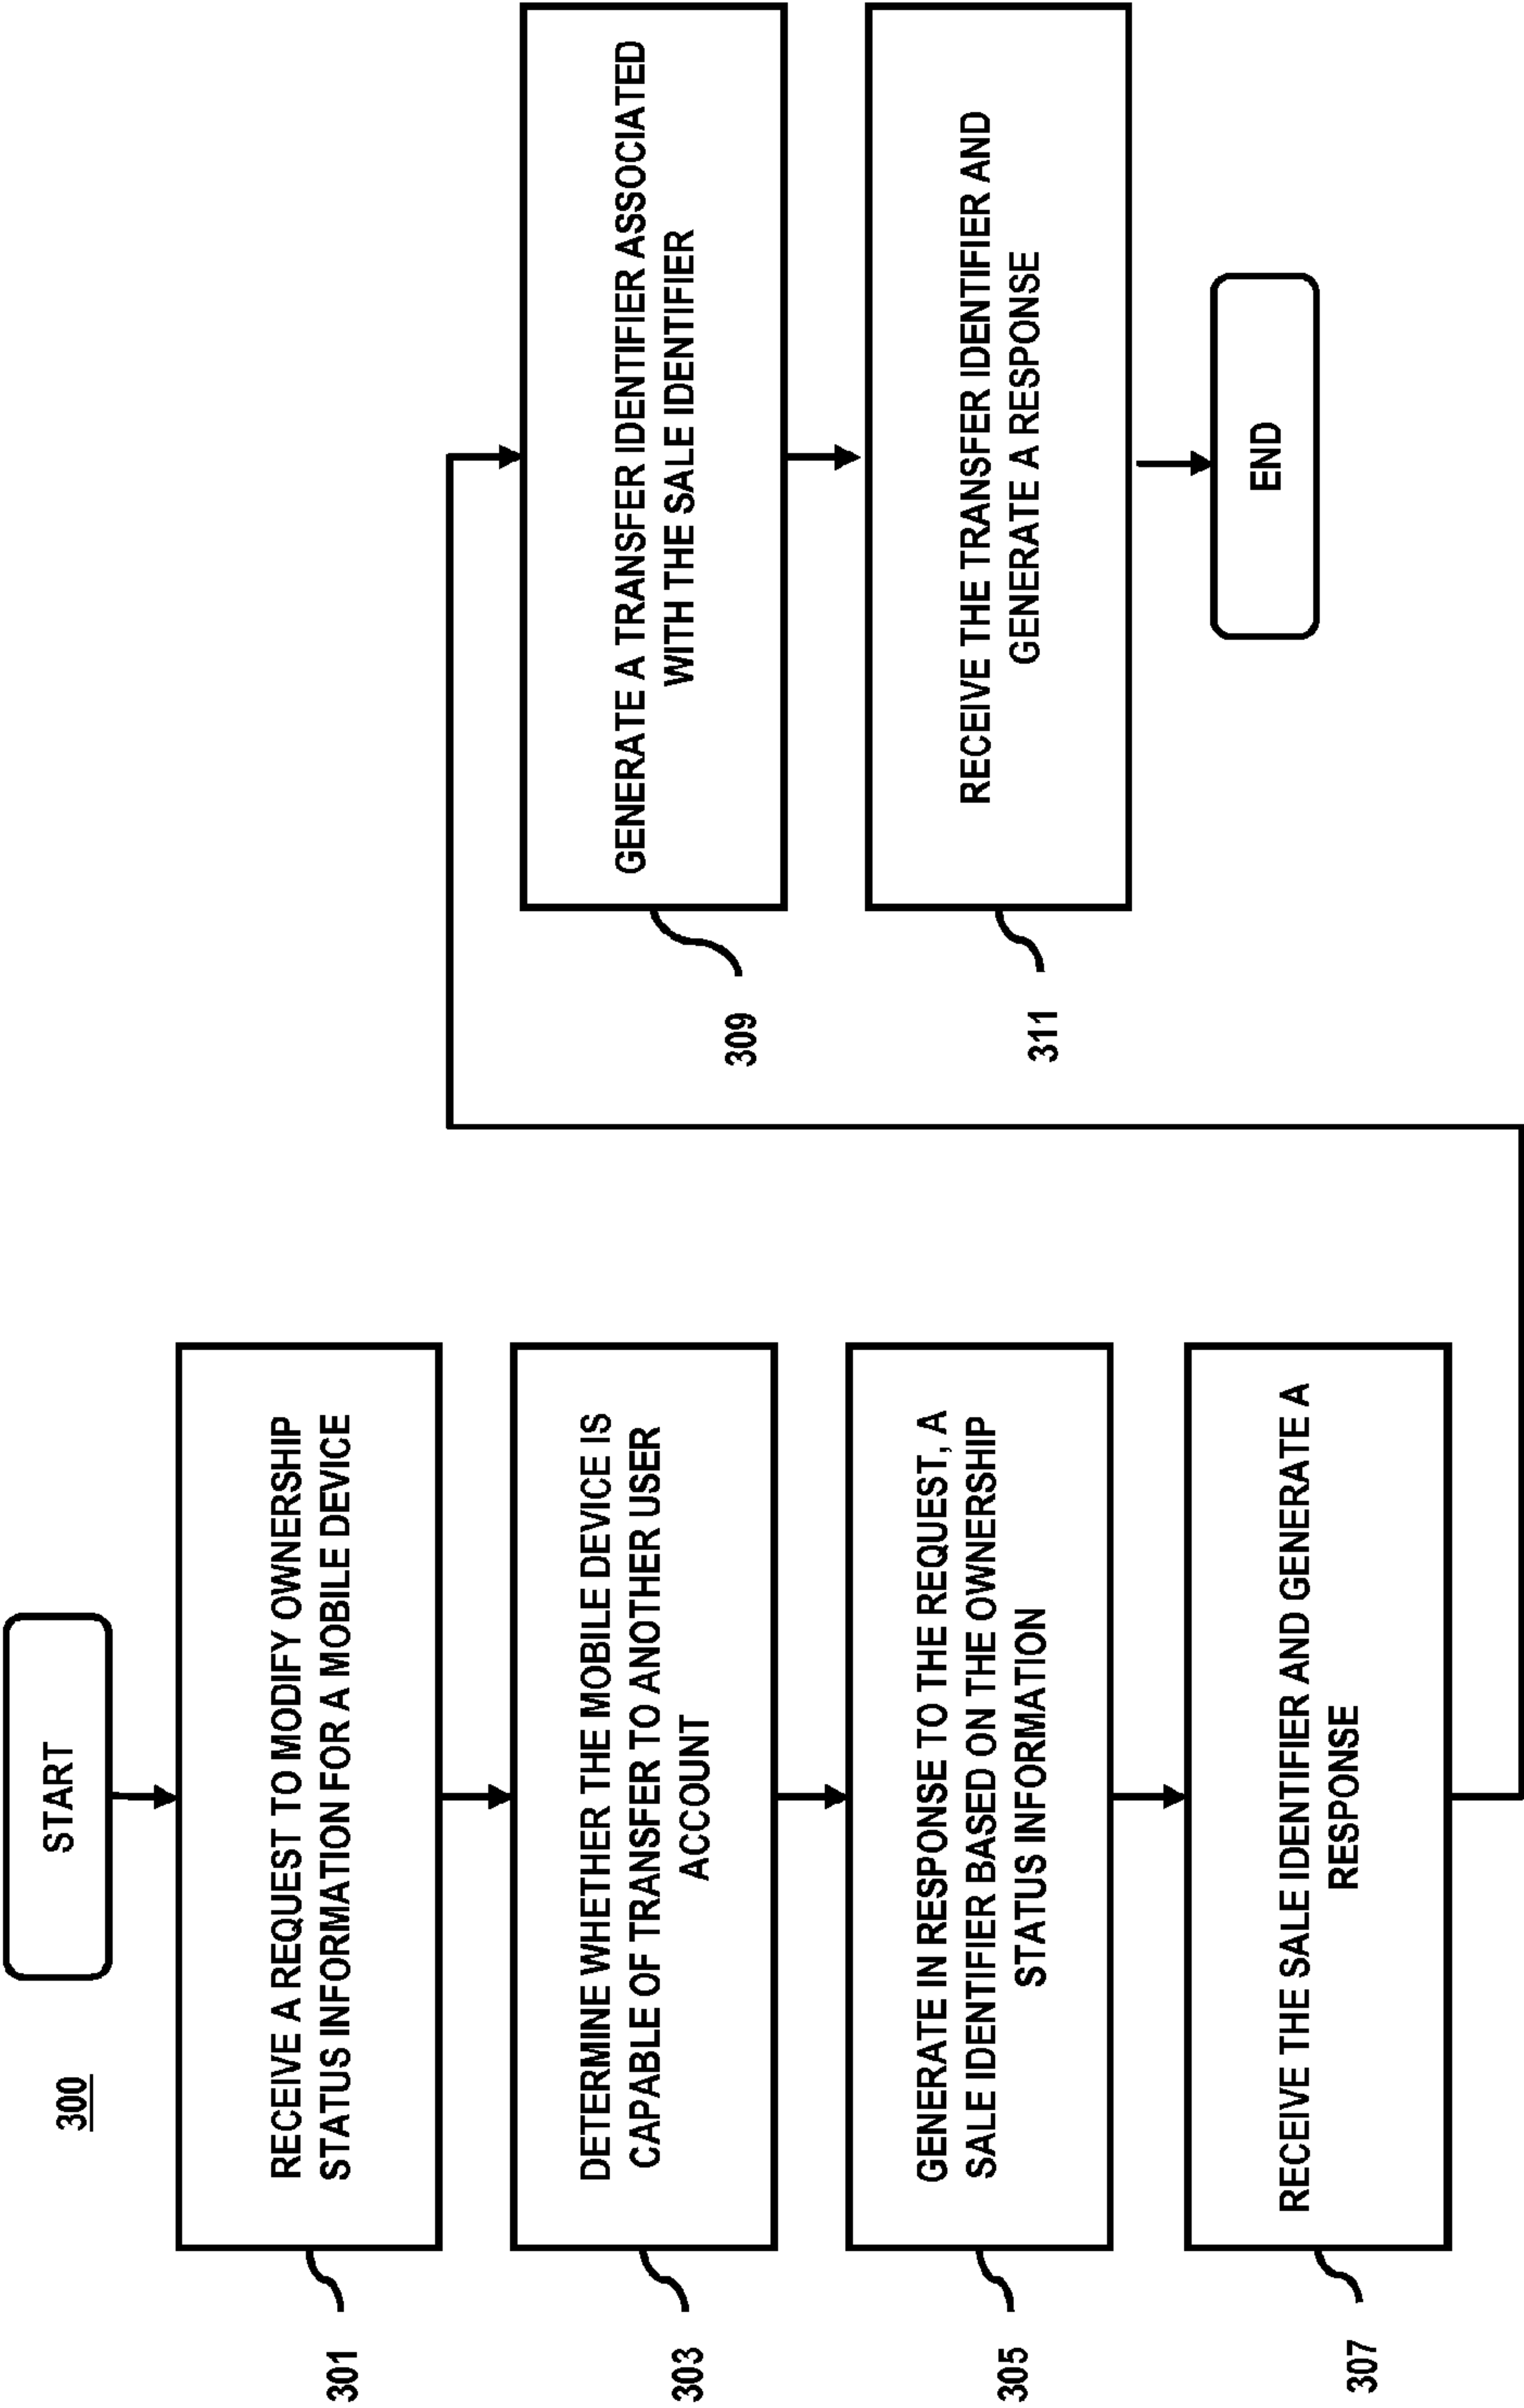 300
START
301
RECEIVE A REQUEST TO MODIFY OWNERSHIP
STATUS INFORMATION FOR A MOBILE DEVICE
303
DETERMINE WHETHER THE MOBILE DEVICE IS
CAPABLE OF TRANSFER TO ANOTHER USER
ACCOUNT
305
GENERATE IN RESPONSE TO THE REQUEST, A
SALE IDENTIFIER BASED ON THE OWNERSHIP
STATUS INFORMATION
307
RECEIVE THE SALE IDENTIFIER AND GENERATE A
RESPONSE
309
GENERATE A TRANSFER IDENTIFIER ASSOCIATED
WITH THE SALE IDENTIFIER
311
RECEIVE THE TRANSFER IDENTIFIER AND
GENERATE A RESPONSE
END